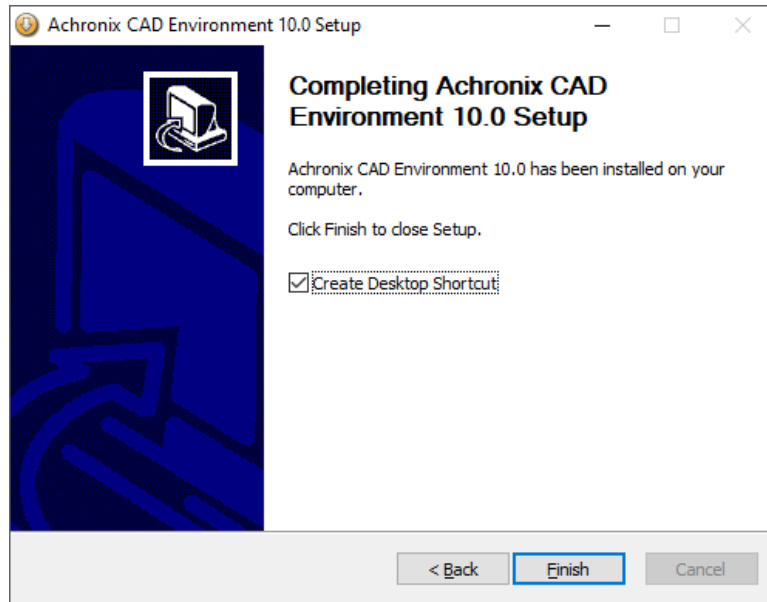 Achronix CAD Environment 10.0 Setup
Completing Achronix CAD
Environment 10.0 Setup
Achronix CAD Environment 10.0 has been installed on your
computer.
Click Finish to close Setup.
Create Desktop Shortcut
< Back
Finish
Cancel